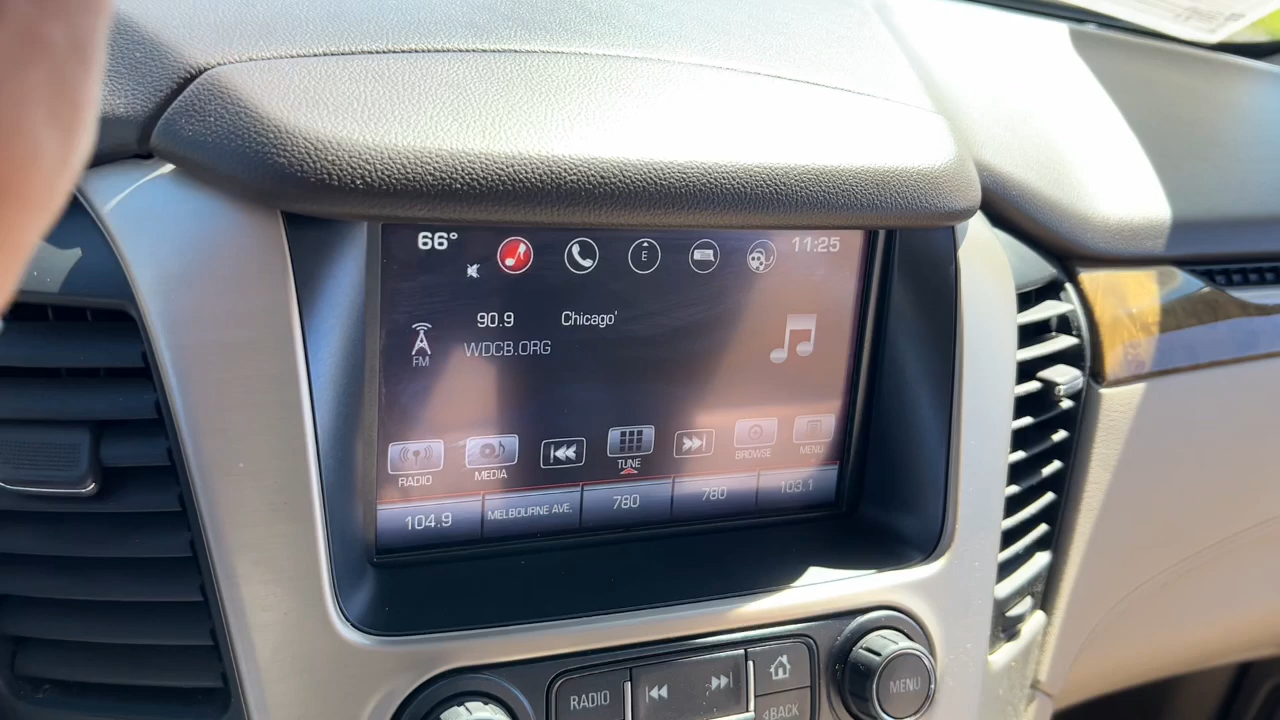 66° 11:25
E
90.9 Chicago'
WDCB.ORG
FM
RADIO MEDIA TUNE BROWSE MENU
104.9 MELBOURNE AVE. 780 780 103.1
RADIO
BACK
MENU